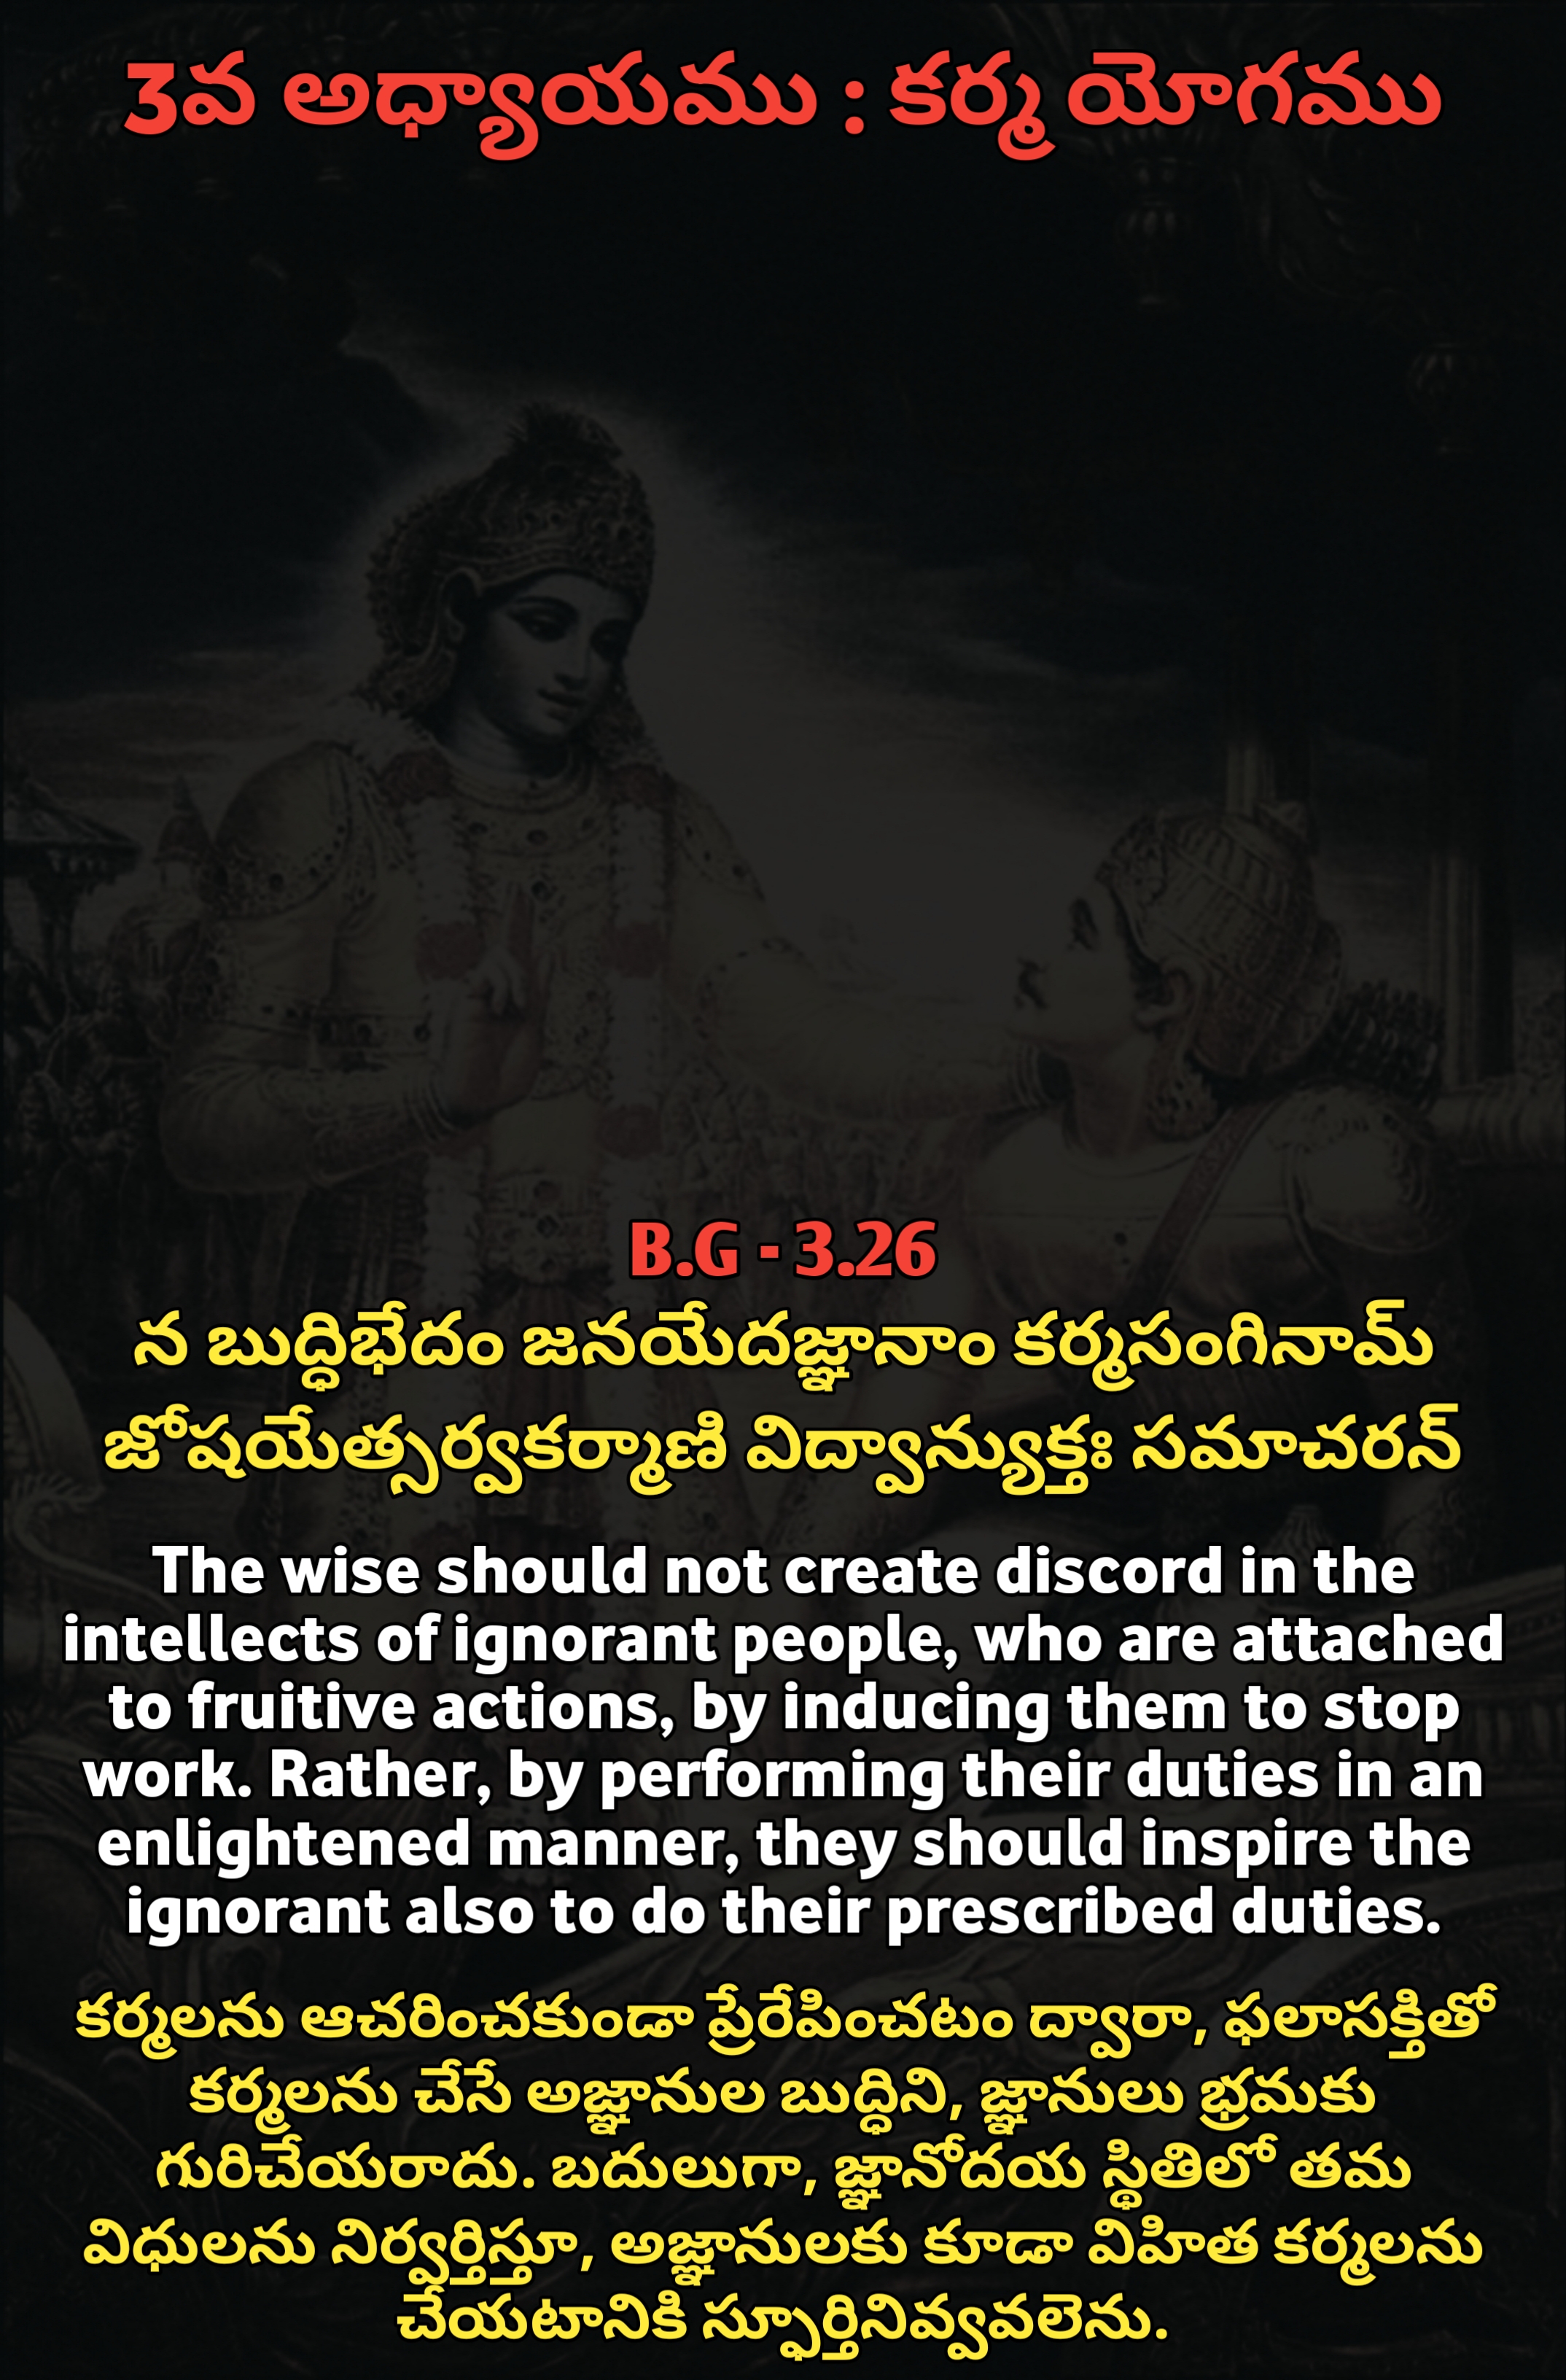 3వ అధ్యాయము : కర్మ యోగము
B.G - 3.26
న బుద్ధిభేదం జనయేదజ్ఞానాం కర్మసంగినామ్
జోషయేత్సర్వకర్మాణి విద్వాన్యుక్తః సమాచరన్
The wise should not create discord in the
intellects of ignorant people, who are attached
to fruitive actions, by inducing them to stop
work. Rather, by performing their duties in an
enlightened manner, they should inspire the
ignorant also to do their prescribed duties.
కర్మలను ఆచరించకుండా ప్రేరేపించటం ద్వారా, ఫలాసక్తితో
కర్మలను చేసే అజ్ఞానుల బుద్ధిని, జ్ఞానులు భ్రమకు
గురిచేయరాదు. బదులుగా, జ్ఞానోదయ స్థితిలో తమ
విధులను నిర్వర్తిస్తూ, అజ్ఞానులకు కూడా విహిత కర్మలను
చేయటానికి స్ఫూర్తినివ్వవలెను.